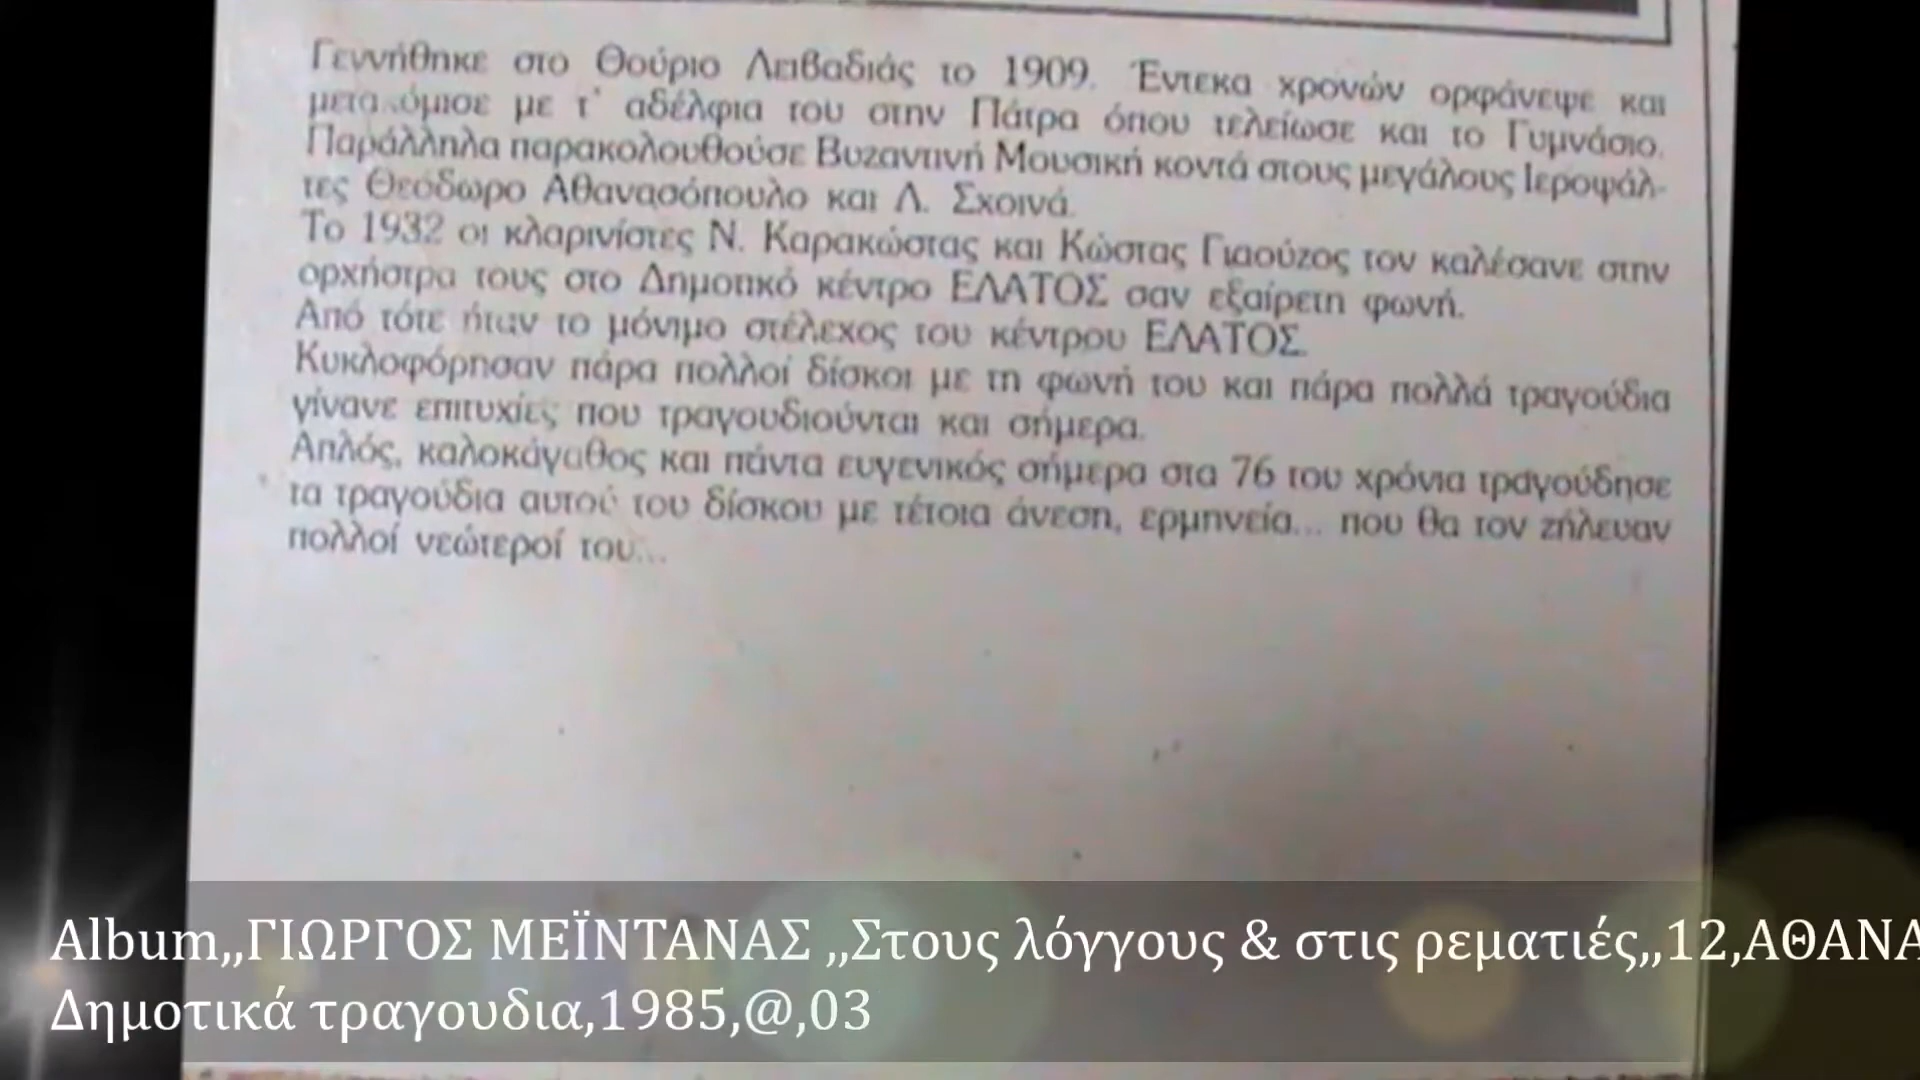 Γεννήθηκε στο Θούριο Λειβαδιάς το 1909. Έντεκα χρονών ορφάνεψε και
μετακόμισε με τ' αδέλφια του στην Πάτρα όπου τελείωσε και το Γυμνάσιο.
Παράλληλα παρακολουθούσε Βυζαντινή Μουσική κοντά στους μεγάλους Ιεροψάλ-
τες Θεόδωρο Αθανασόπουλο και Λ. Σχοινά.
Το 1932 οι κλαρινίστες Ν. Καρακώστας και Κώστας Γιαούζος τον καλέσανε στην
ορχήστρα τους στο Δημοτικό κέντρο ΕΛΑΤΟΣ σαν εξαίρετη φωνή.
Από τότε ήταν το μόνιμο στέλεχος του κέντρου ΕΛΑΤΟΣ.
Κυκλοφόρησαν πάρα πολλοί δίσκοι με τη φωνή του και πάρα πολλά τραγούδια
γίνανε επιτυχίες που τραγουδιούνται και σήμερα.
Απλός, καλοκάγαθος και πάντα ευγενικός σήμερα στα 76 του χρόνια τραγούδησε
τα τραγούδια αυτού του δίσκου με τέτοια άνεση, ερμηνεία... που θα τον ζήλευαν
πολλοί νεώτεροί του...
Album,,ΓΙΩΡΓΟΣ ΜΕΪΝΤΑΝΑΣ ,,Στους λόγγους & στις ρεματιές,,12,ΑΘΑΝΑ
Δημοτικά τραγουδια,1985,@,03